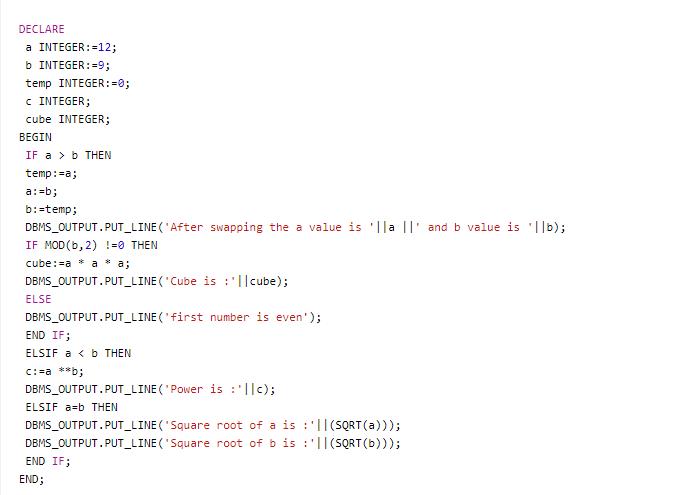 DECLARE
a INTEGER:=12;
b INTEGER:=9;
temp INTEGER:=0;
c INTEGER;
cube INTEGER;
BEGIN
IF a > b THEN
temp:=a;
a:=b;
b:=temp;
DBMS_OUTPUT.PUT_LINE('After swapping the a value is '||a ||' and b value is '||b);
IF MOD(b,2) !=0 THEN
cube:=a * a * a;
DBMS_OUTPUT.PUT_LINE('Cube is :'||cube);
ELSE
DBMS_OUTPUT.PUT_LINE('first number is even');
END IF;
ELSIF a < b THEN
c:=a **b;
DBMS_OUTPUT.PUT_LINE('Power is :'||c);
ELSIF a=b THEN
DBMS_OUTPUT.PUT_LINE('Square root of a is :'||(SQRT(a)));
DBMS_OUTPUT.PUT_LINE('Square root of b is :'||(SQRT(b)));
END IF;
END;